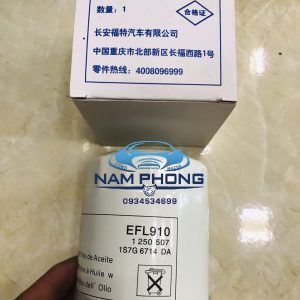 数量：1
合格证
长安福特汽车有限公司
中国重庆市北部新区长福西路1号
零件热线：4008096999
NAM PHONG
0934534699
EFL910
1 250 507
1S7G 6714 DA
de Aceite
à Huile w
dell' Olio